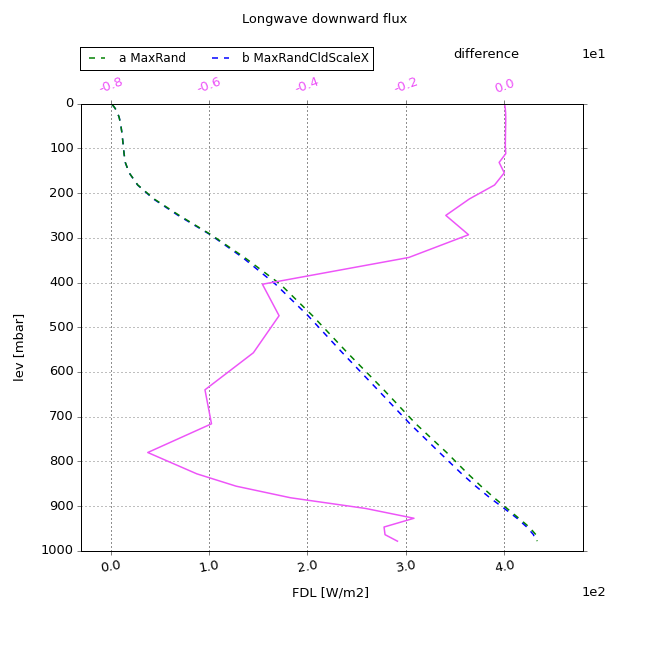 Longwave downward flux
a MaxRand b MaxRandCldScaleX difference 1e1
-0.8 -0.6 -0.4 -0.2 0.0
0
100
200
300
400
500
600
700
800
900
1000
lev [mbar]
0.0 1.0 2.0 3.0 4.0
FDL [W/m2] 1e2